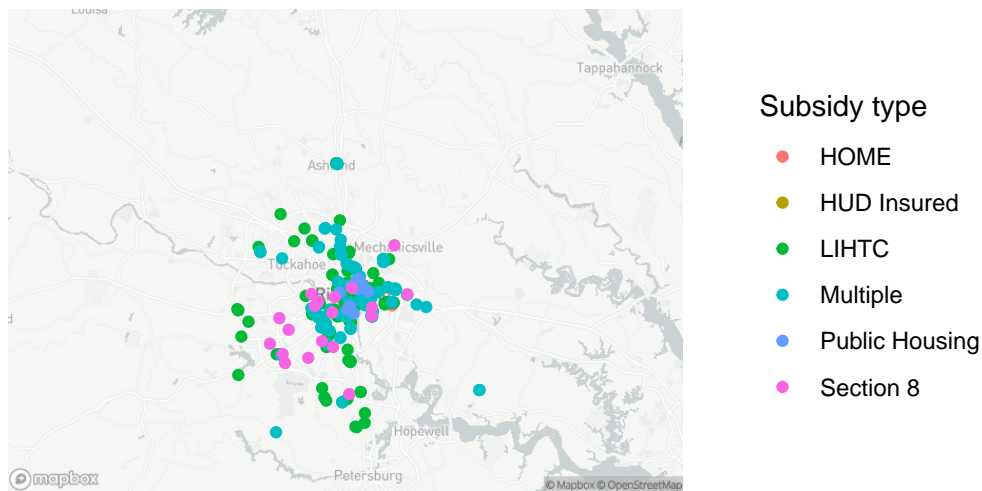 Louisa
Tappahannock
Ashland
Mechanicsville
Tuckahoe
Ri
Hopewell
Petersburg
mapbox
© Mapbox © OpenStreetMap
Subsidy type
HOME
HUD Insured
LIHTC
Multiple
Public Housing
Section 8